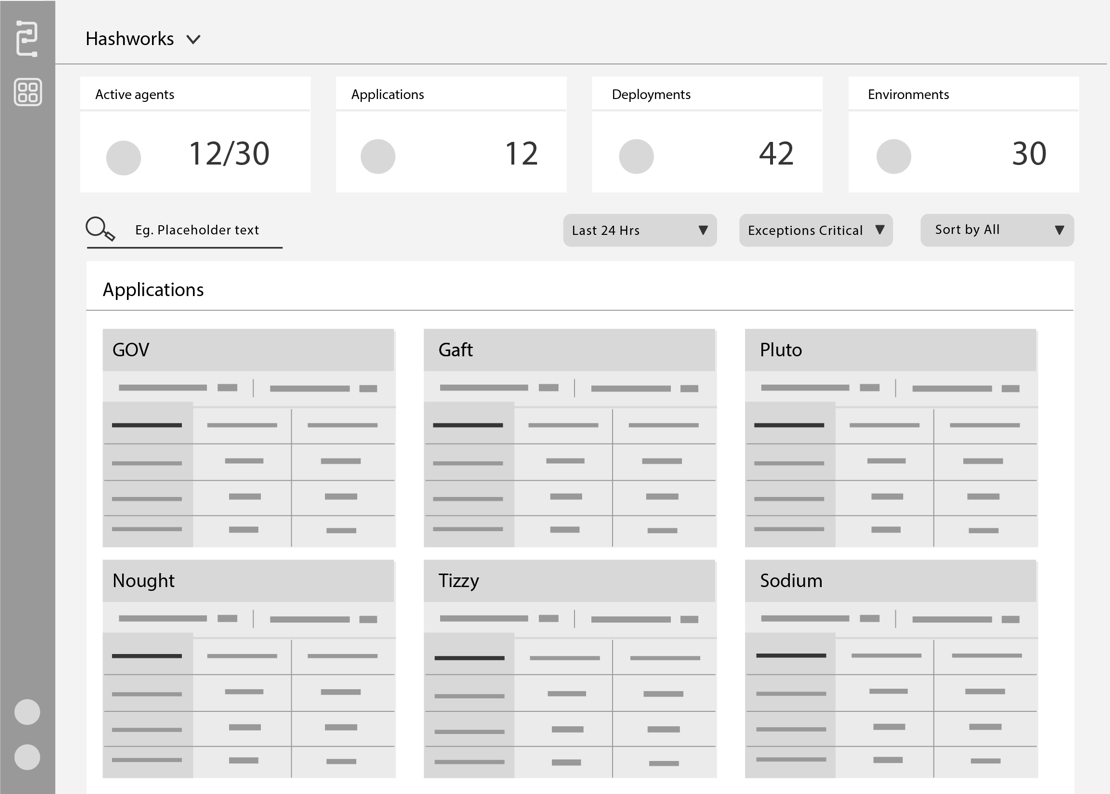 Hashworks
Active agents
Applications
Deployments
Environments
12/30
12
42
30
Eg. Placeholder text
Last 24 Hrs
Exceptions Critical
Sort by All
Applications
GOV
Gaft
Pluto
Nought
Tizzy
Sodium